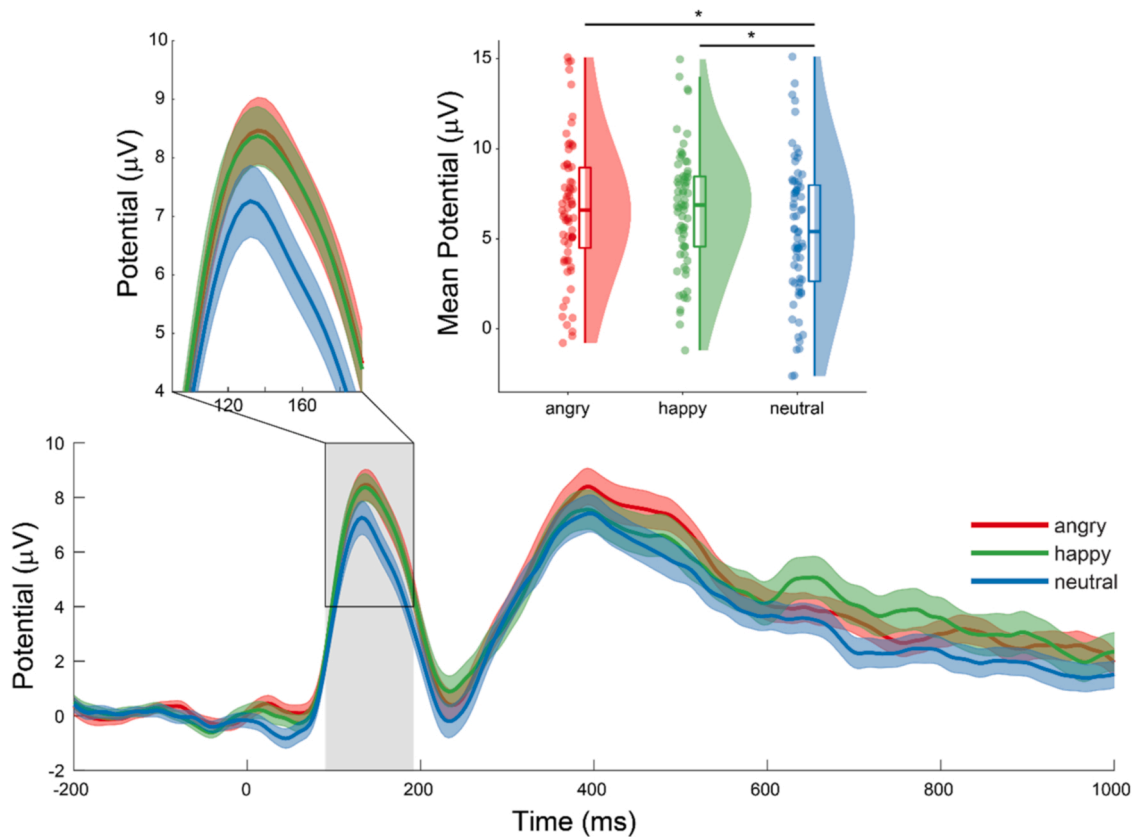 Potential (μV)
10
9
8
7
6
5
4
120
160
*
*
Mean Potential (μV)
15
10
5
0
angry
happy
neutral
Potential (μV)
10
8
6
4
2
0
-2
-200
0
200
400
600
800
1000
Time (ms)
angry
happy
neutral